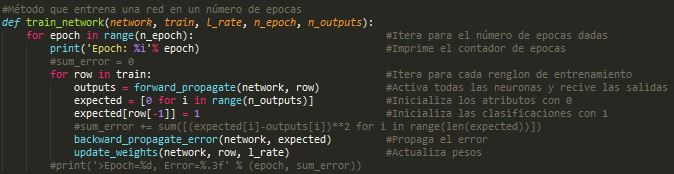 #Método que entrena una red en un número de epocas
def train_network(network, train, l_rate, n_epoch, n_outputs):
    for epoch in range(n_epoch):                    #Itera para el número de epocas dadas
        print('Epoch: %i'% epoch)                   #Imprime el contador de epocas
        #sum_error = 0
        for row in train:                           #Itera para cada renglon de entrenamiento
            outputs = forward_propagate(network, row)    #Activa todas las neuronas y recive las salidas
            expected = [0 for i in range(n_outputs)]     #Inicializa los atributos con 0
            expected[row[-1]] = 1                   #Inicializa las clasificaciones con 1
            #sum_error += sum([(expected[i]-outputs[i])**2 for i in range(len(expected))])
            backward_propagate_error(network, expected)  #Propaga el error
            update_weights(network, row, l_rate)    #Actualiza pesos
        #print('>Epoch=%d, Error=%.3f' % (epoch, sum_error))